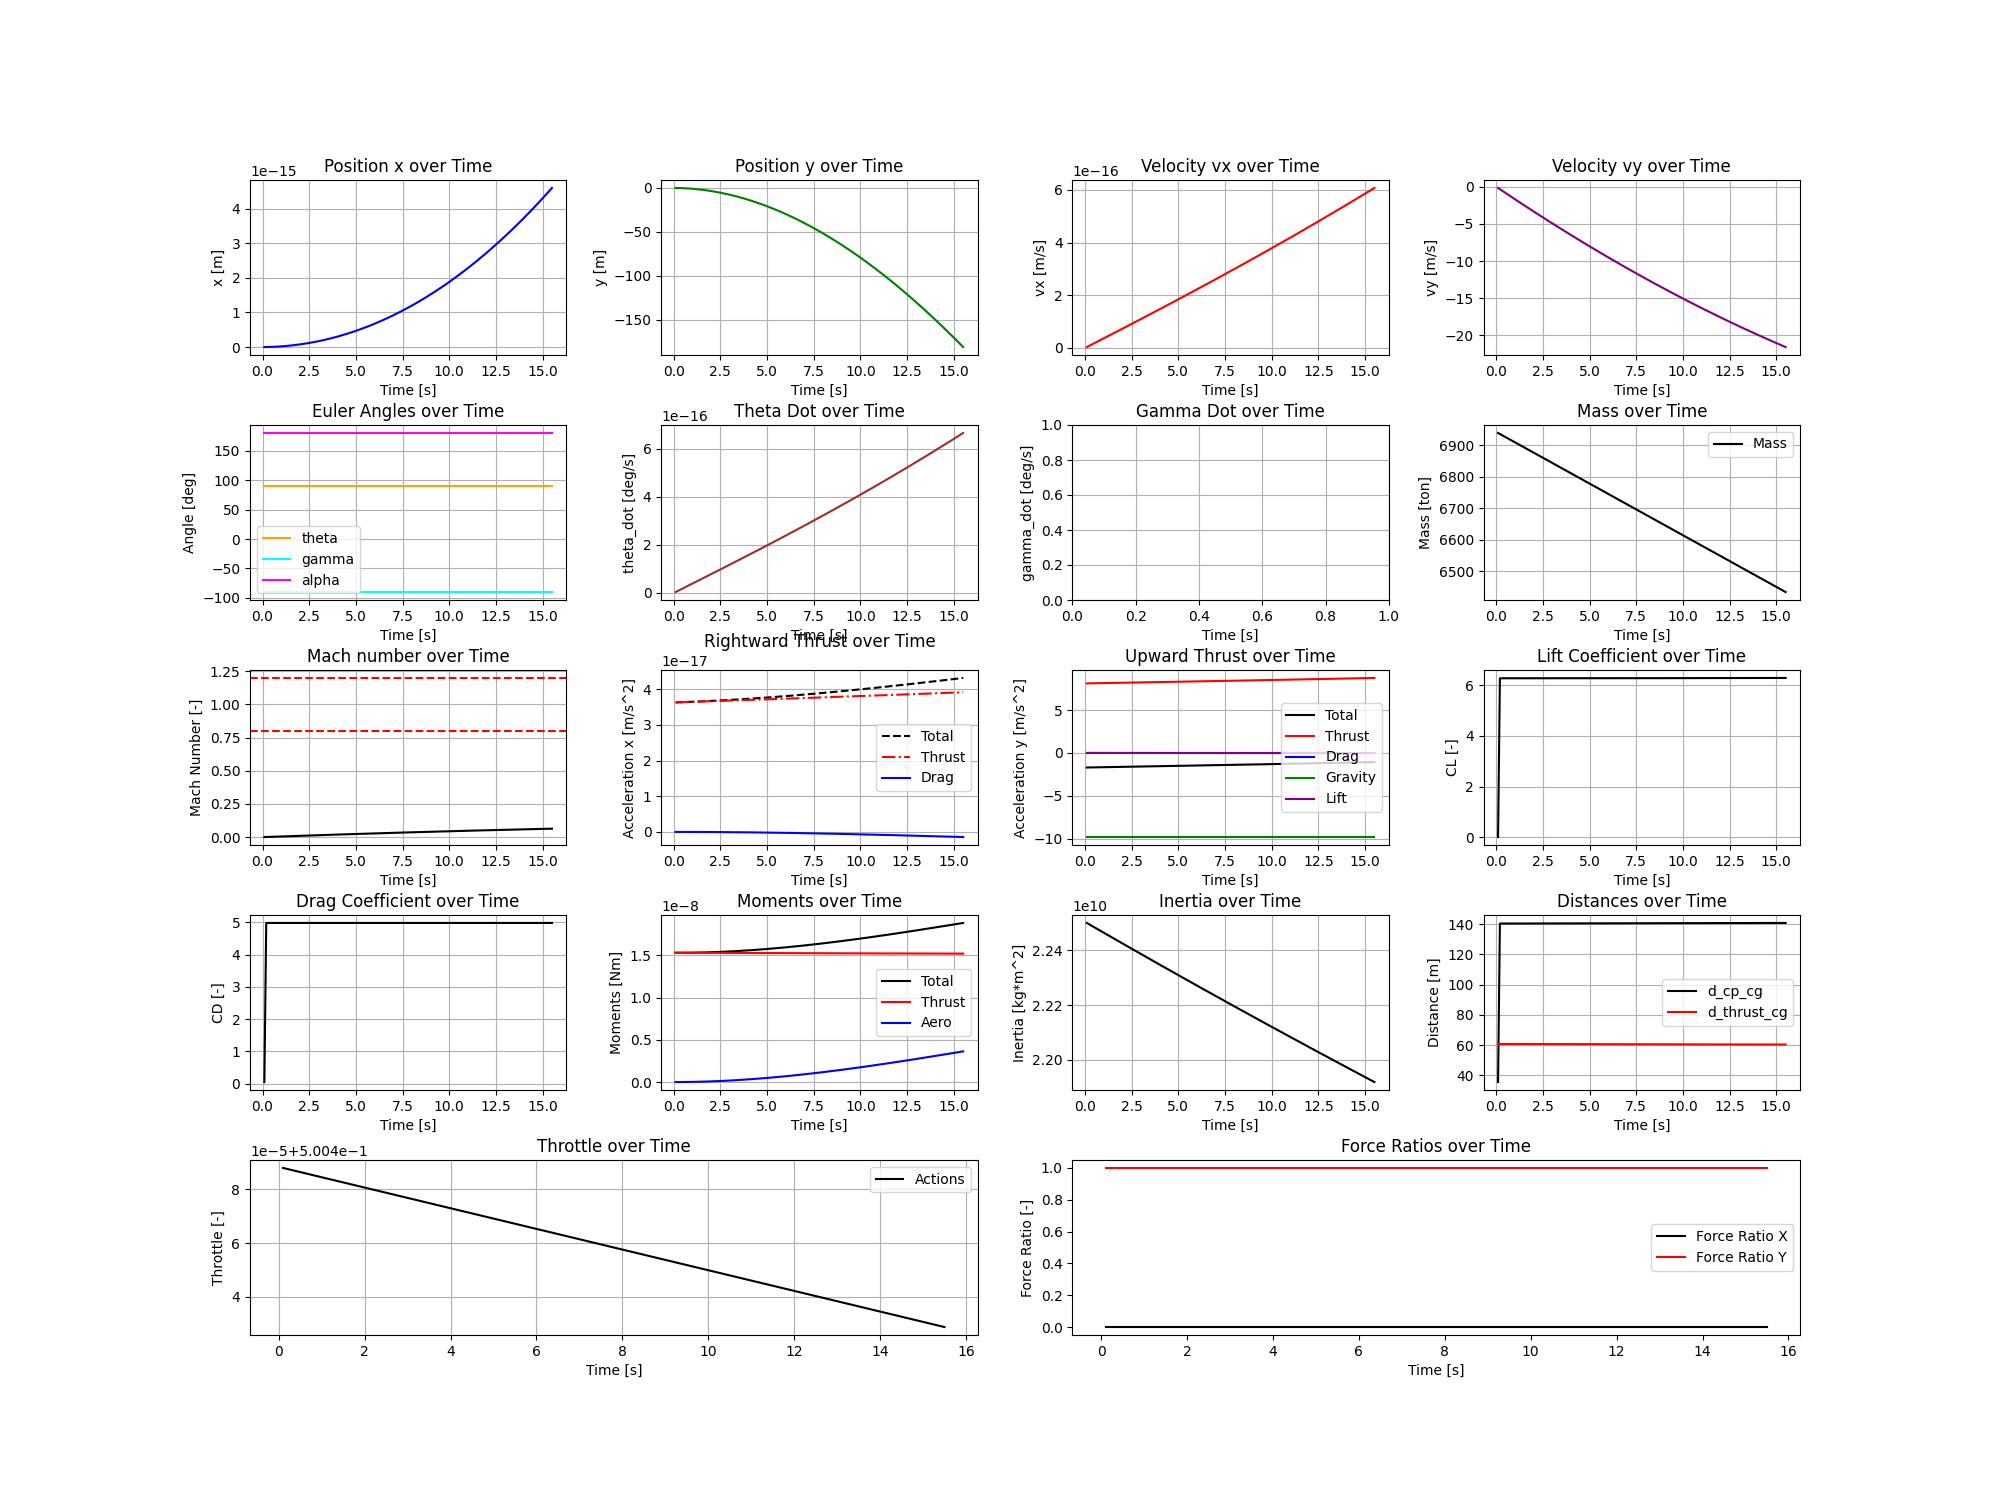 Position x over Time
1e−15
x [m]
4
3
2
1
0
0.0 2.5 5.0 7.5 10.0 12.5 15.0
Time [s]
Position y over Time
y [m]
0
−50
−100
−150
0.0 2.5 5.0 7.5 10.0 12.5 15.0
Time [s]
Velocity vx over Time
1e−16
vx [m/s]
6
4
2
0
0.0 2.5 5.0 7.5 10.0 12.5 15.0
Time [s]
Velocity vy over Time
vy [m/s]
0
−5
−10
−15
−20
0.0 2.5 5.0 7.5 10.0 12.5 15.0
Time [s]
Euler Angles over Time
Angle [deg]
150
100
50
0
−50
−100
theta
gamma
alpha
0.0 2.5 5.0 7.5 10.0 12.5 15.0
Time [s]
Theta Dot over Time
1e−16
theta_dot [deg/s]
6
4
2
0
0.0 2.5 5.0 7.5 10.0 12.5 15.0
Time [s]
Gamma Dot over Time
gamma_dot [deg/s]
1.0
0.8
0.6
0.4
0.2
0.0
0.0 0.2 0.4 0.6 0.8 1.0
Time [s]
Mass over Time
Mass [ton]
6900
6800
6700
6600
6500
Mass
0.0 2.5 5.0 7.5 10.0 12.5 15.0
Time [s]
Mach number over Time
Mach Number [-]
1.25
1.00
0.75
0.50
0.25
0.00
0.0 2.5 5.0 7.5 10.0 12.5 15.0
Time [s]
Rightward Thrust over Time
1e−17
Acceleration x [m/s^2]
4
3
2
1
0
Total
Thrust
Drag
0.0 2.5 5.0 7.5 10.0 12.5 15.0
Time [s]
Upward Thrust over Time
Acceleration y [m/s^2]
5
0
−5
−10
Total
Thrust
Drag
Gravity
Lift
0.0 2.5 5.0 7.5 10.0 12.5 15.0
Time [s]
Lift Coefficient over Time
CL [-]
6
4
2
0
0.0 2.5 5.0 7.5 10.0 12.5 15.0
Time [s]
Drag Coefficient over Time
CD [-]
5
4
3
2
1
0
0.0 2.5 5.0 7.5 10.0 12.5 15.0
Time [s]
Moments over Time
1e−8
Moments [Nm]
1.5
1.0
0.5
0.0
Total
Thrust
Aero
0.0 2.5 5.0 7.5 10.0 12.5 15.0
Time [s]
Inertia over Time
1e10
Inertia [kg*m^2]
2.24
2.22
2.20
0.0 2.5 5.0 7.5 10.0 12.5 15.0
Time [s]
Distances over Time
Distance [m]
140
120
100
80
60
40
d_cp_cg
d_thrust_cg
0.0 2.5 5.0 7.5 10.0 12.5 15.0
Time [s]
Throttle over Time
1e−5+5.004e−1
Throttle [-]
8
6
4
Actions
0 2 4 6 8 10 12 14 16
Time [s]
Force Ratios over Time
Force Ratio [-]
1.0
0.8
0.6
0.4
0.2
0.0
Force Ratio X
Force Ratio Y
0 2 4 6 8 10 12 14 16
Time [s]